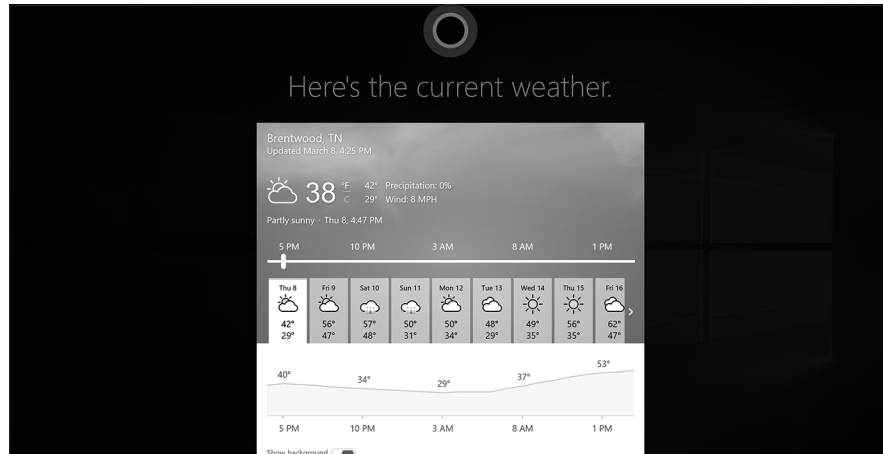 Here's the current weather.
Brentwood, TN
Updated March 8, 4:25 PM
38 °F C 42° 29° Precipitation: 0% Wind: 8 MPH
Partly sunny · Thu 8, 4:47 PM
5 PM 10 PM 3 AM 8 AM 1 PM
Thu 8 Fri 9 Sat 10 Sun 11 Mon 12 Tue 13 Wed 14 Thu 15 Fri 16
42° 56° 57° 50° 50° 48° 49° 56° 62°
29° 47° 48° 31° 34° 29° 35° 35° 47°
40° 34° 29° 37° 53°
5 PM 10 PM 3 AM 8 AM 1 PM
Show background